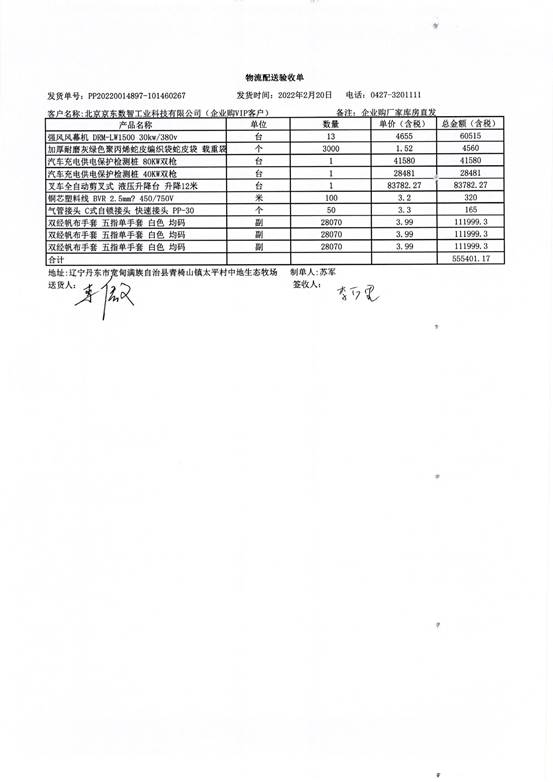 物流配送验收单
发货单号: PP20220014897-101460267 发货时间: 2022年2月20日 电话: 0427-3201111
客户名称:北京京东数智工业科技有限公司（企业购VIP客户） 备注: 企业购厂家库房直发
产品名称 单位 数量 单价（含税） 总金额（含税）
强风风幕机 DRM-LW1500 30kw/380v 台 13 4655 60515
加厚耐磨灰绿色聚丙烯蛇皮编织袋蛇皮袋 载重袋 个 3000 1.52 4560
汽车充电供电保护检测桩 80KW双枪 台 1 41580 41580
汽车充电供电保护检测桩 40KW双枪 台 1 28481 28481
叉车全自动剪叉式 液压升降台 升降12米 台 1 83782.27 83782.27
铜芯塑料线 BVR 2.5mm? 450/750V 米 100 3.2 320
气管接头 C式自锁接头 快速接头 PP-30 个 50 3.3 165
双经帆布手套 五指单手套 白色 均码 副 28070 3.99 111999.3
双经帆布手套 五指单手套 白色 均码 副 28070 3.99 111999.3
双经帆布手套 五指单手套 白色 均码 副 28070 3.99 111999.3
合计 555401.17
地址:辽宁丹东市宽甸满族自治县青椅山镇太平村中地生态牧场 制单人:苏军
送货人: 签收人: